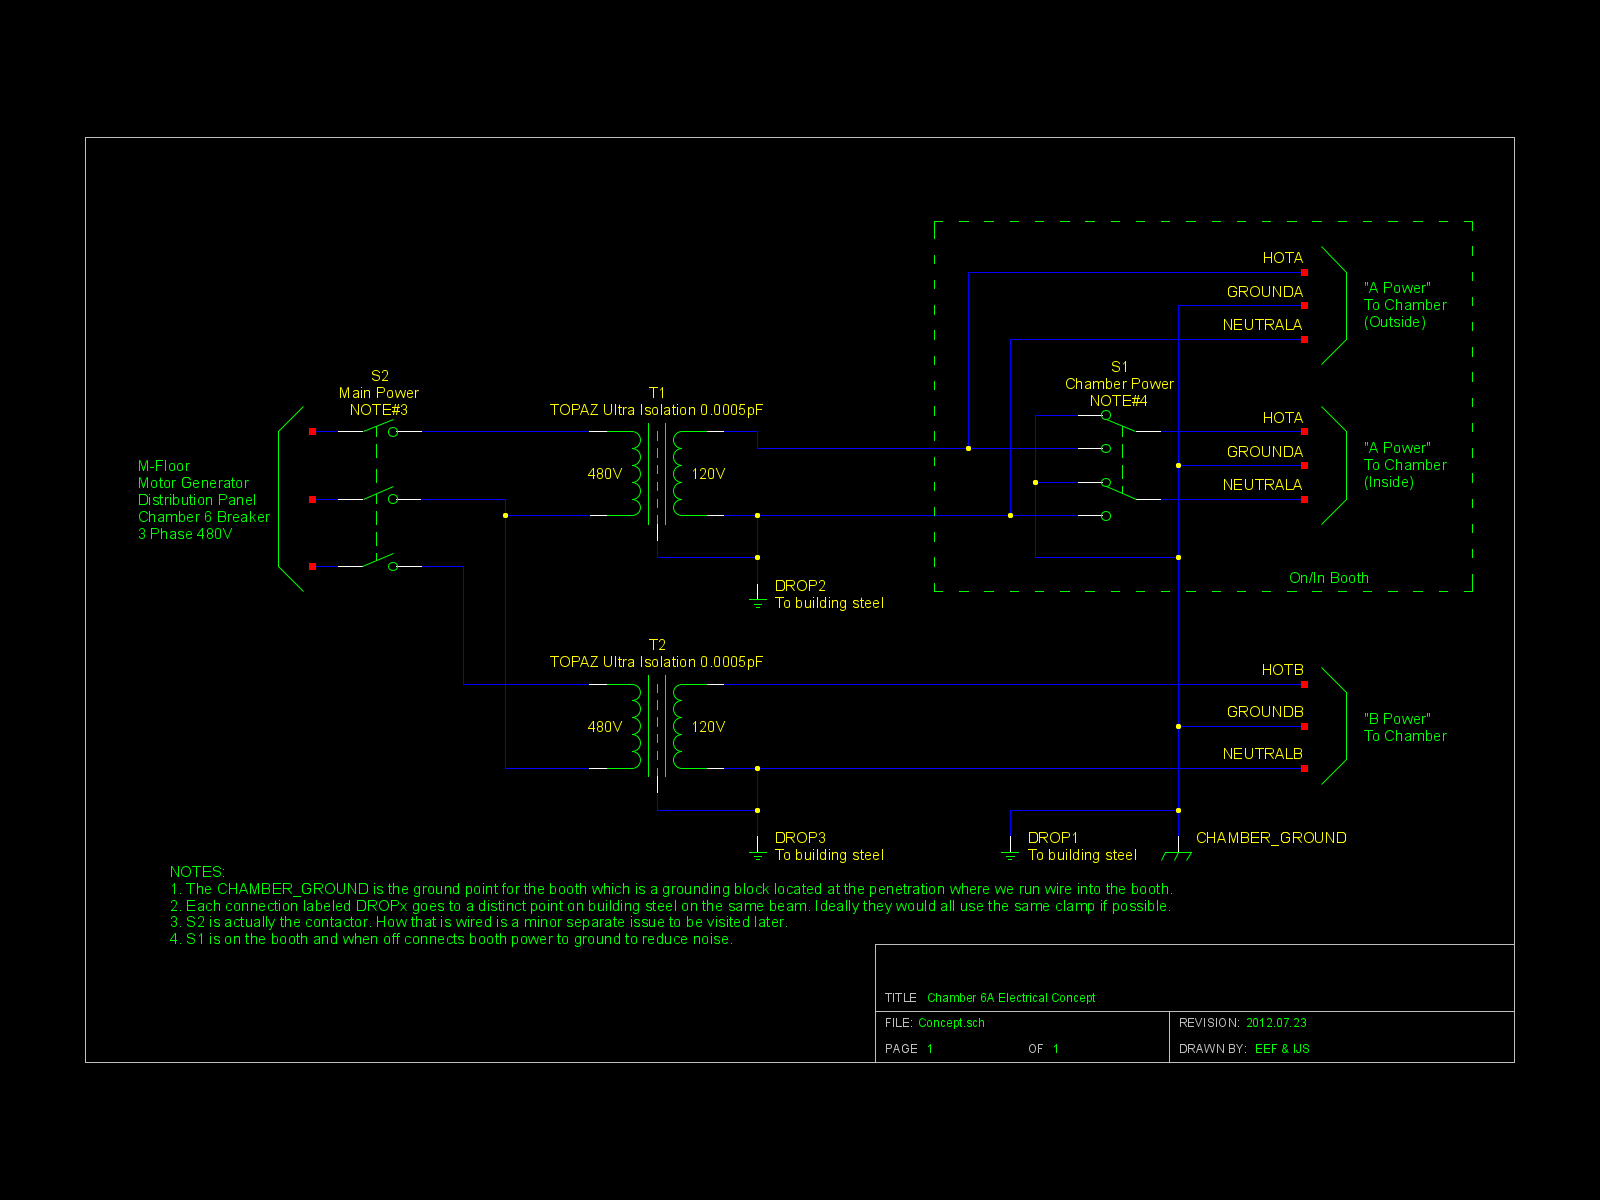 HOTA
GROUNDA
NEUTRALA
"A Power"
To Chamber
(Outside)
S1
Chamber Power
NOTE#4
HOTA
GROUNDA
NEUTRALA
"A Power"
To Chamber
(Inside)
On/In Booth
S2
Main Power
NOTE#3
M-Floor
Motor Generator
Distribution Panel
Chamber 6 Breaker
3 Phase 480V
T1
TOPAZ Ultra Isolation 0.0005pF
480V
120V
DROP2
To building steel
T2
TOPAZ Ultra Isolation 0.0005pF
480V
120V
HOTB
GROUNDB
NEUTRALB
"B Power"
To Chamber
DROP3
To building steel
DROP1
To building steel
CHAMBER_GROUND
NOTES:
1. The CHAMBER_GROUND is the ground point for the booth which is a grounding block located at the penetration where we run wire into the booth.
2. Each connection labeled DROPx goes to a distinct point on building steel on the same beam. Ideally they would all use the same clamp if possible.
3. S2 is actually the contactor. How that is wired is a minor separate issue to be visited later.
4. S1 is on the booth and when off connects booth power to ground to reduce noise.
TITLE Chamber 6A Electrical Concept
FILE: Concept.sch
REVISION: 2012.07.23
PAGE 1 OF 1
DRAWN BY: EEF & IJS